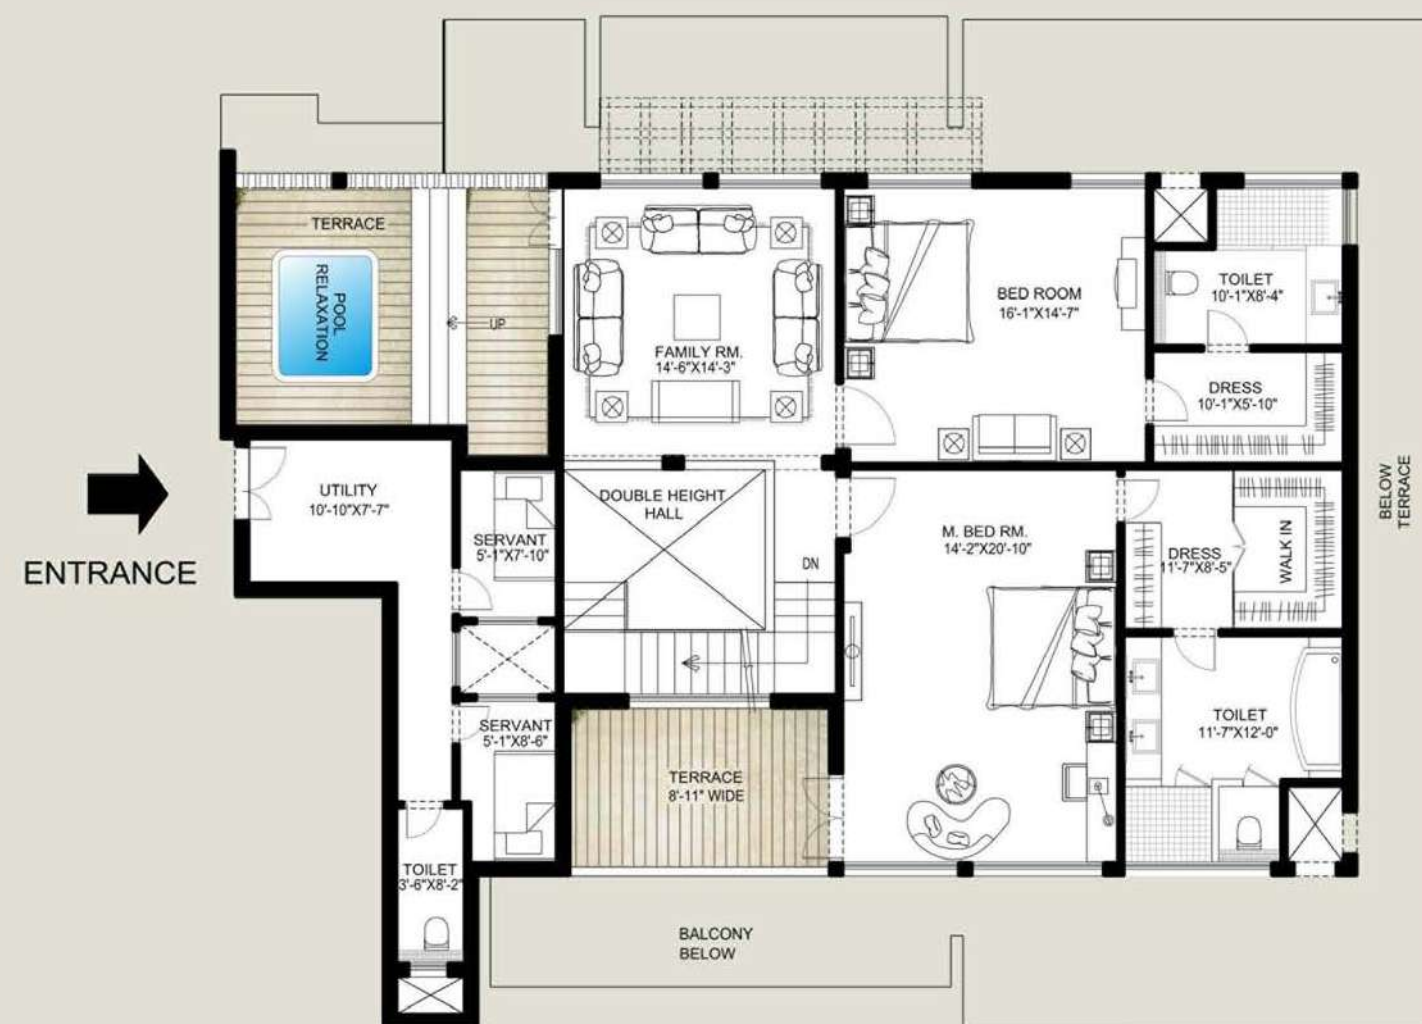 TERRACE
POOL
RELAXATION
UP
FAMILY RM.
14'-6"X14'-3"
BED ROOM
16'-1"X14'-7"
TOILET
10'-1"X8'-4"
DRESS
10'-1"X5'-10"
BELOW
TERRACE
ENTRANCE
UTILITY
10'-10"X7'-7"
SERVANT
5'-1"X7'-10"
DOUBLE HEIGHT
HALL
DN
M. BED RM.
14'-2"X20'-10"
DRESS
11'-7"X8'-5"
WALK IN
SERVANT
5'-1"X8'-6"
TERRACE
8'-11" WIDE
TOILET
11'-7"X12'-0"
TOILET
3'-6"X8'-2"
BALCONY
BELOW